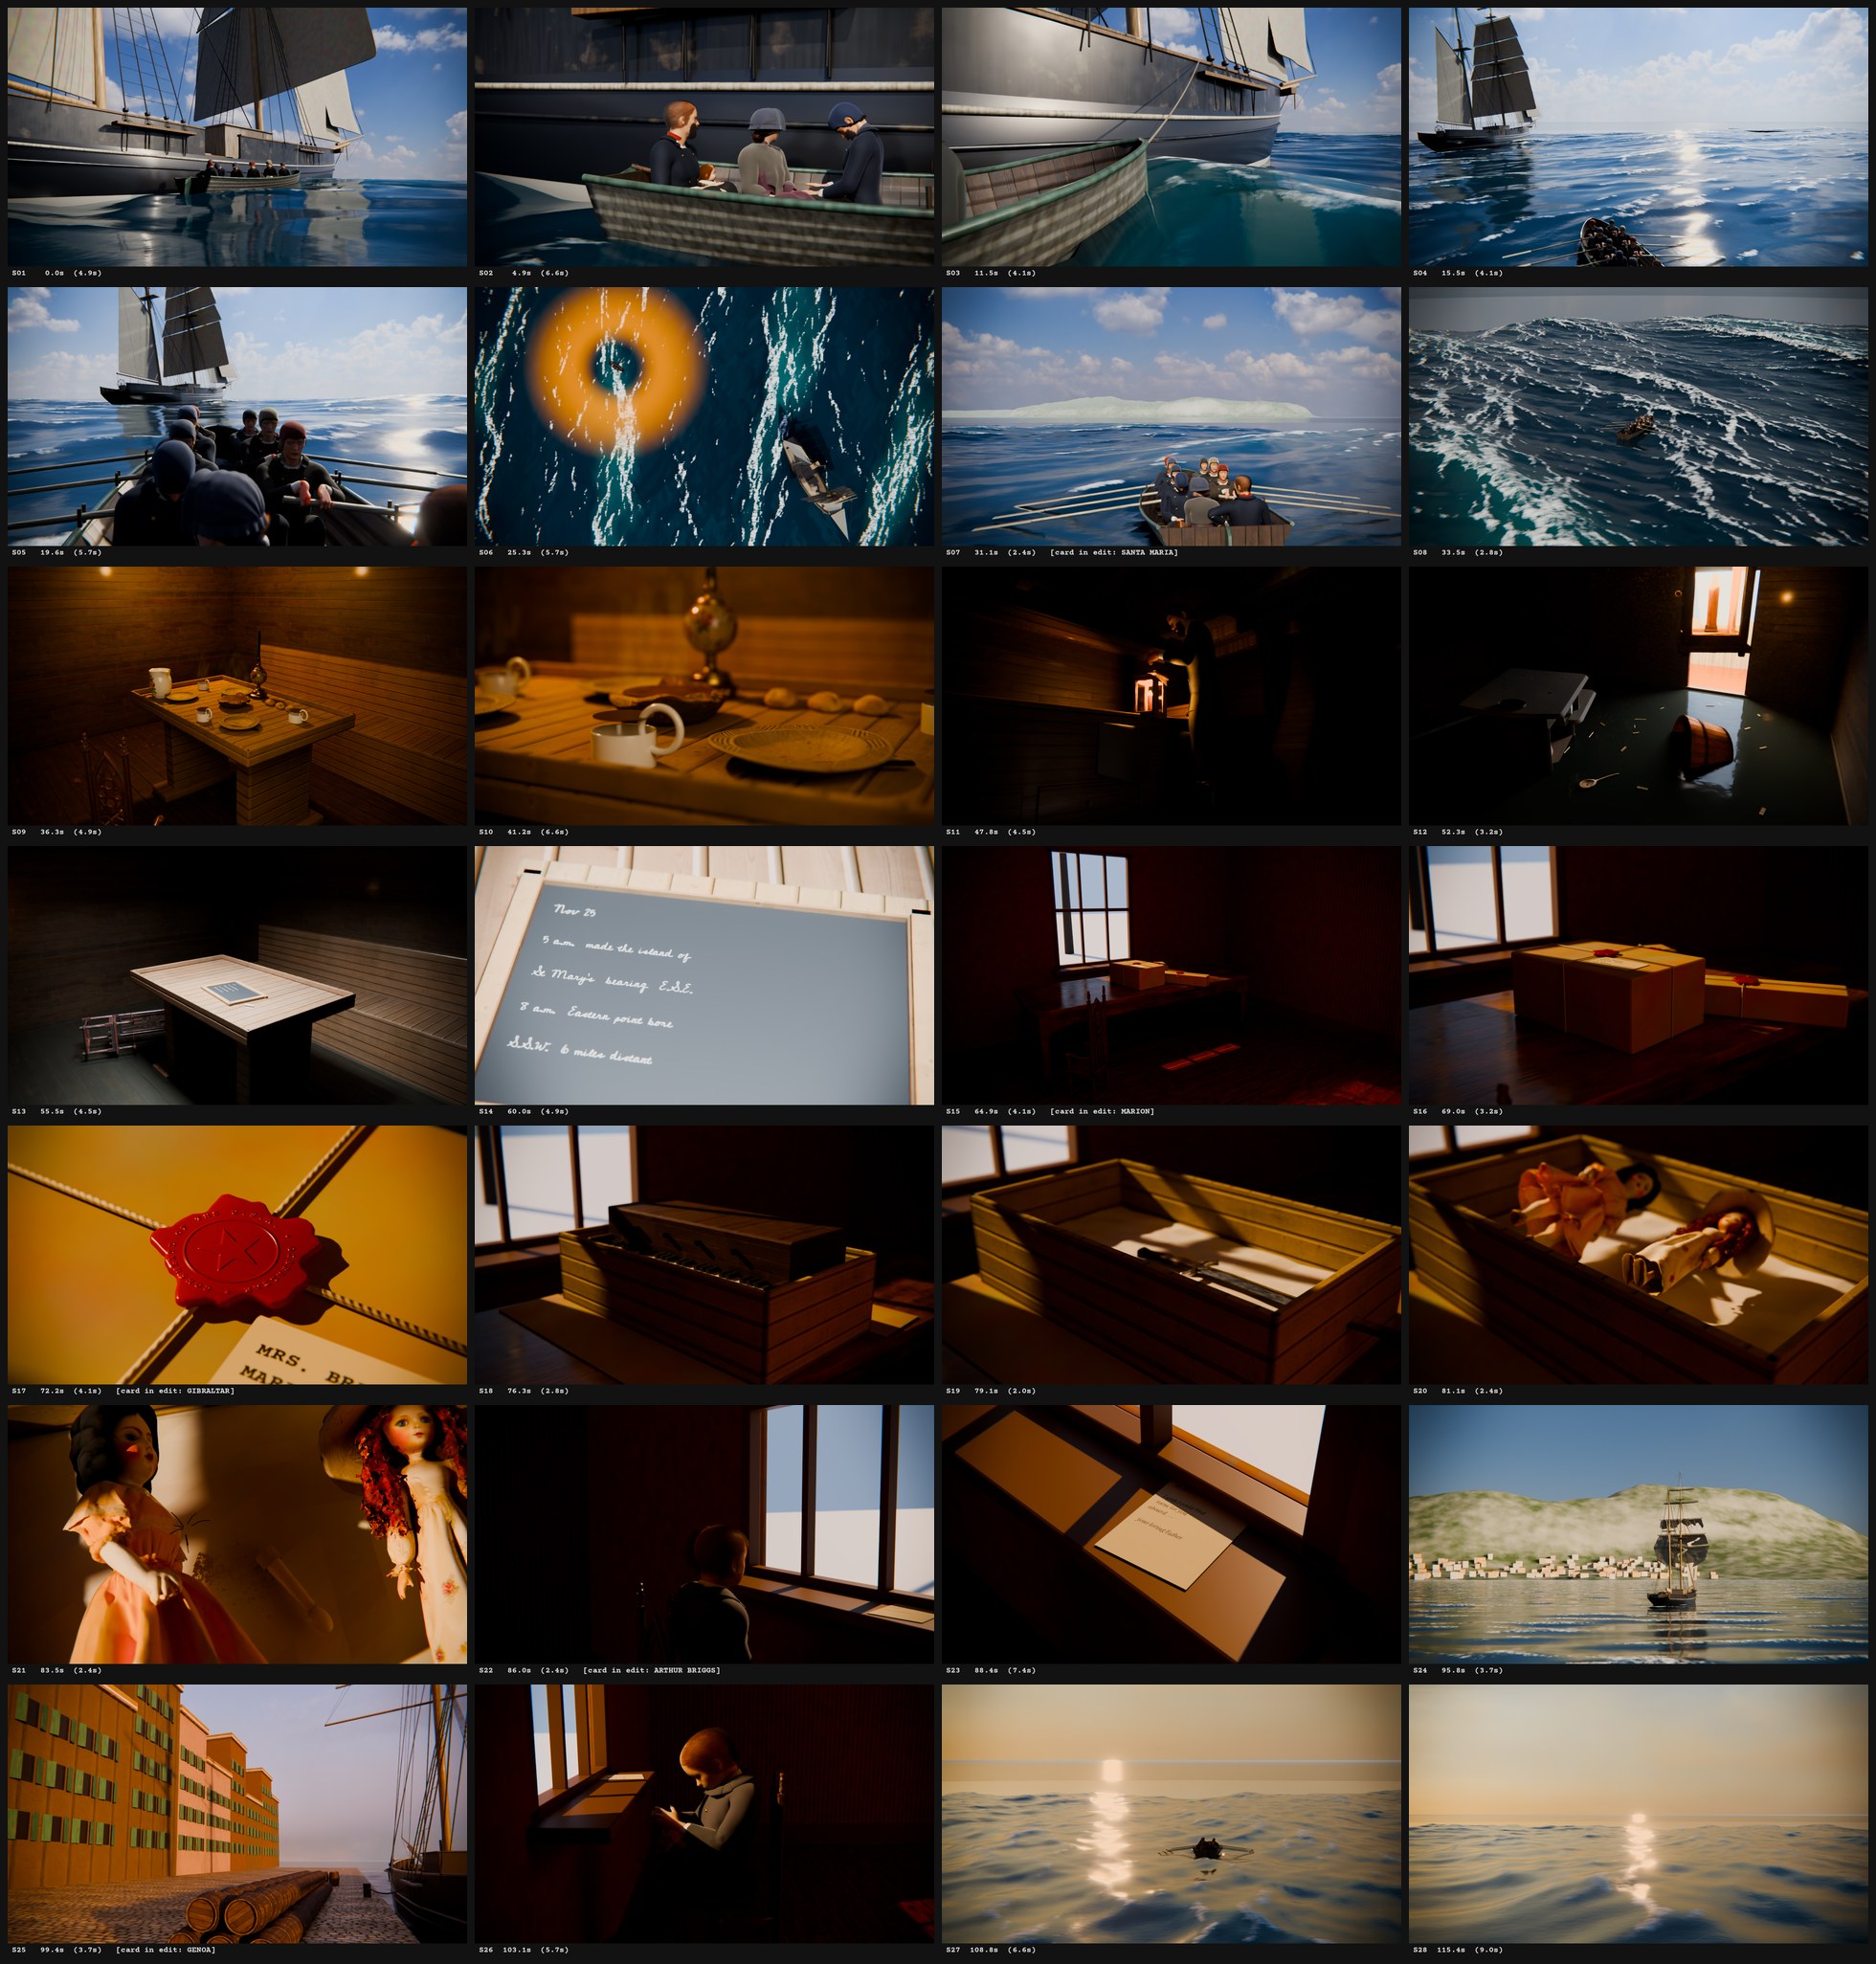 S01 0.0s (4.9s)
S02 4.9s (6.6s)
S03 11.5s (4.1s)
S04 15.5s (4.1s)
S05 19.6s (5.7s)
S06 25.3s (5.7s)
S07 31.1s (2.4s) [card in edit: SANTA MARIA]
S08 33.5s (2.8s)
S09 36.3s (4.9s)
S10 41.2s (6.6s)
S11 47.8s (4.5s)
S12 52.3s (3.2s)
Nov 25
5 a.m. made the island of
St Mary's bearing E.S.E.
8 a.m. Eastern point bore
S.S.W. 6 miles distant
S13 55.5s (4.5s)
S14 60.0s (4.9s)
S15 64.9s (4.1s) [card in edit: MARION]
S16 69.0s (3.2s)
MRS.
S17 72.2s (4.1s) [card in edit: GIBRALTAR]
S18 76.3s (2.8s)
S19 79.1s (2.0s)
S20 81.1s (2.4s)
your loving Father
S21 83.5s (2.4s)
S22 86.0s (2.4s) [card in edit: ARTHUR BRIGGS]
S23 88.4s (7.4s)
S24 95.8s (3.7s)
S25 99.4s (3.7s) [card in edit: GENOA]
S26 103.1s (5.7s)
S27 108.8s (6.6s)
S28 115.4s (9.0s)